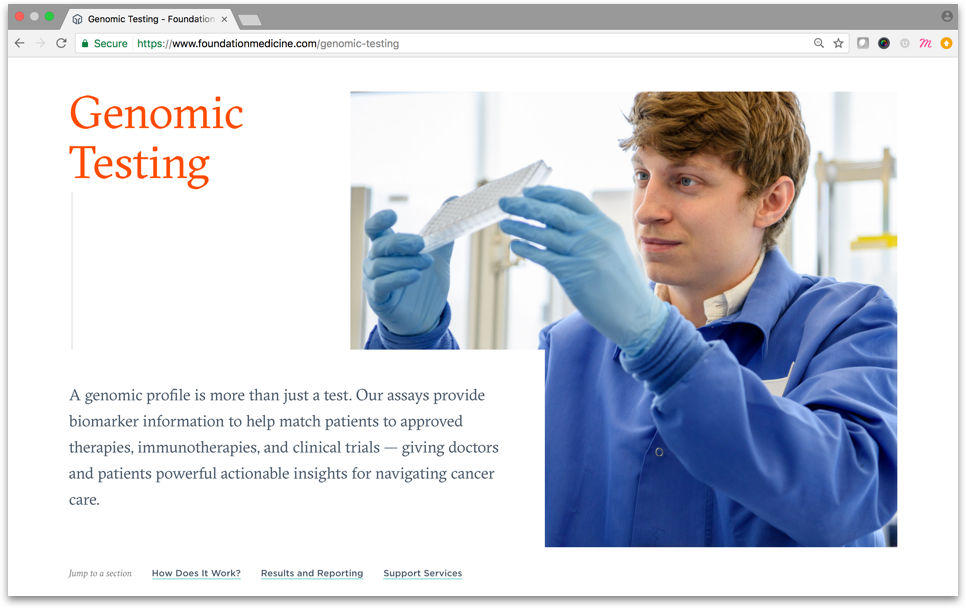 Genomic Testing - Foundation
Secure https://www.foundationmedicine.com/genomic-testing
Genomic
Testing
A genomic profile is more than just a test. Our assays provide
biomarker information to help match patients to approved
therapies, immunotherapies, and clinical trials — giving doctors
and patients powerful actionable insights for navigating cancer
care.
Jump to a section How Does It Work? Results and Reporting Support Services